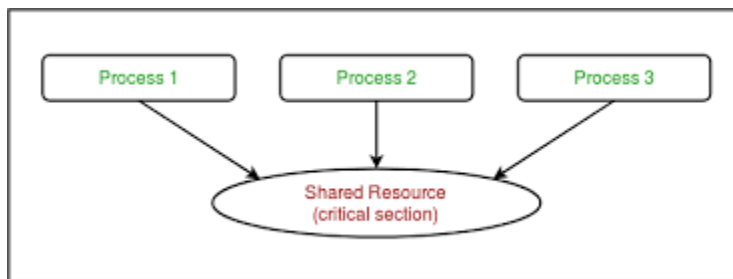 Process 1
Process 2
Process 3
Shared Resource
(critical section)